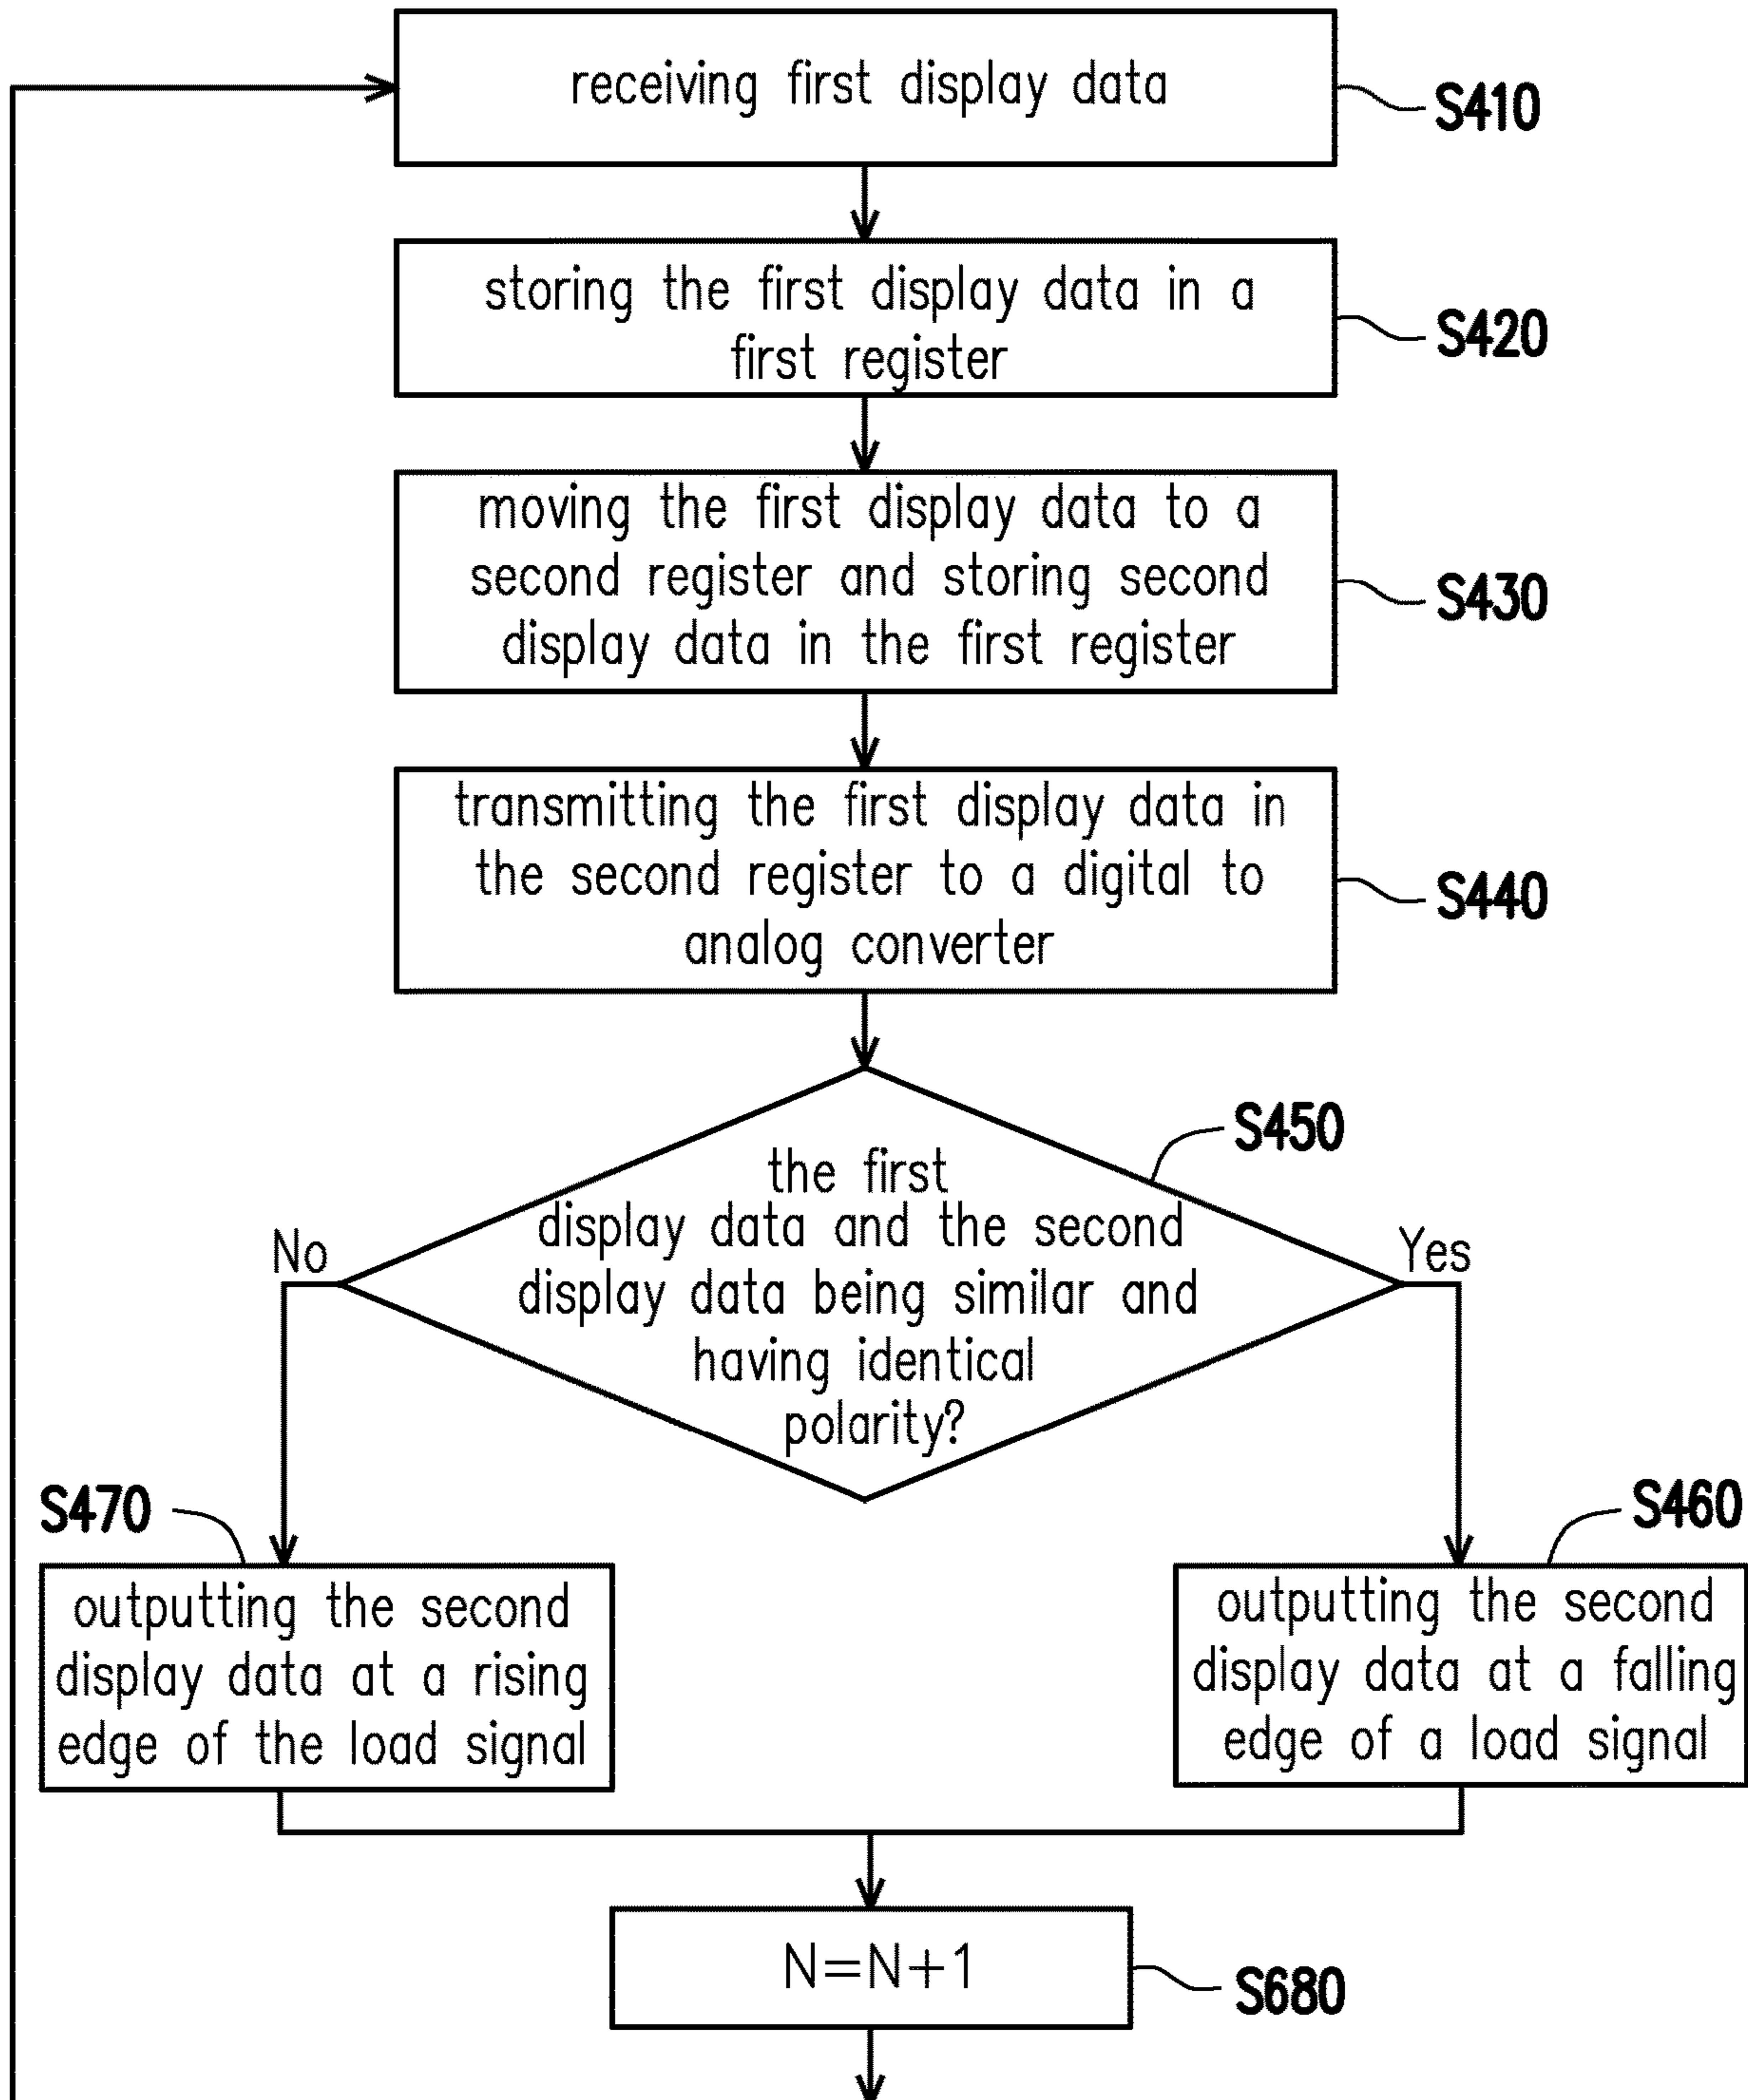 receiving first display data
S410
storing the first display data in a
first register
S420
moving the first display data to a
second register and storing second
display data in the first register
S430
transmitting the first display data in
the second register to a digital to
analog converter
S440
S450
the first
display data and the second
display data being similar and
having identical
polarity?
No
Yes
S470
S460
outputting the second
display data at a rising
edge of the load signal
outputting the second
display data at a falling
edge of a load signal
N=N+1
S680